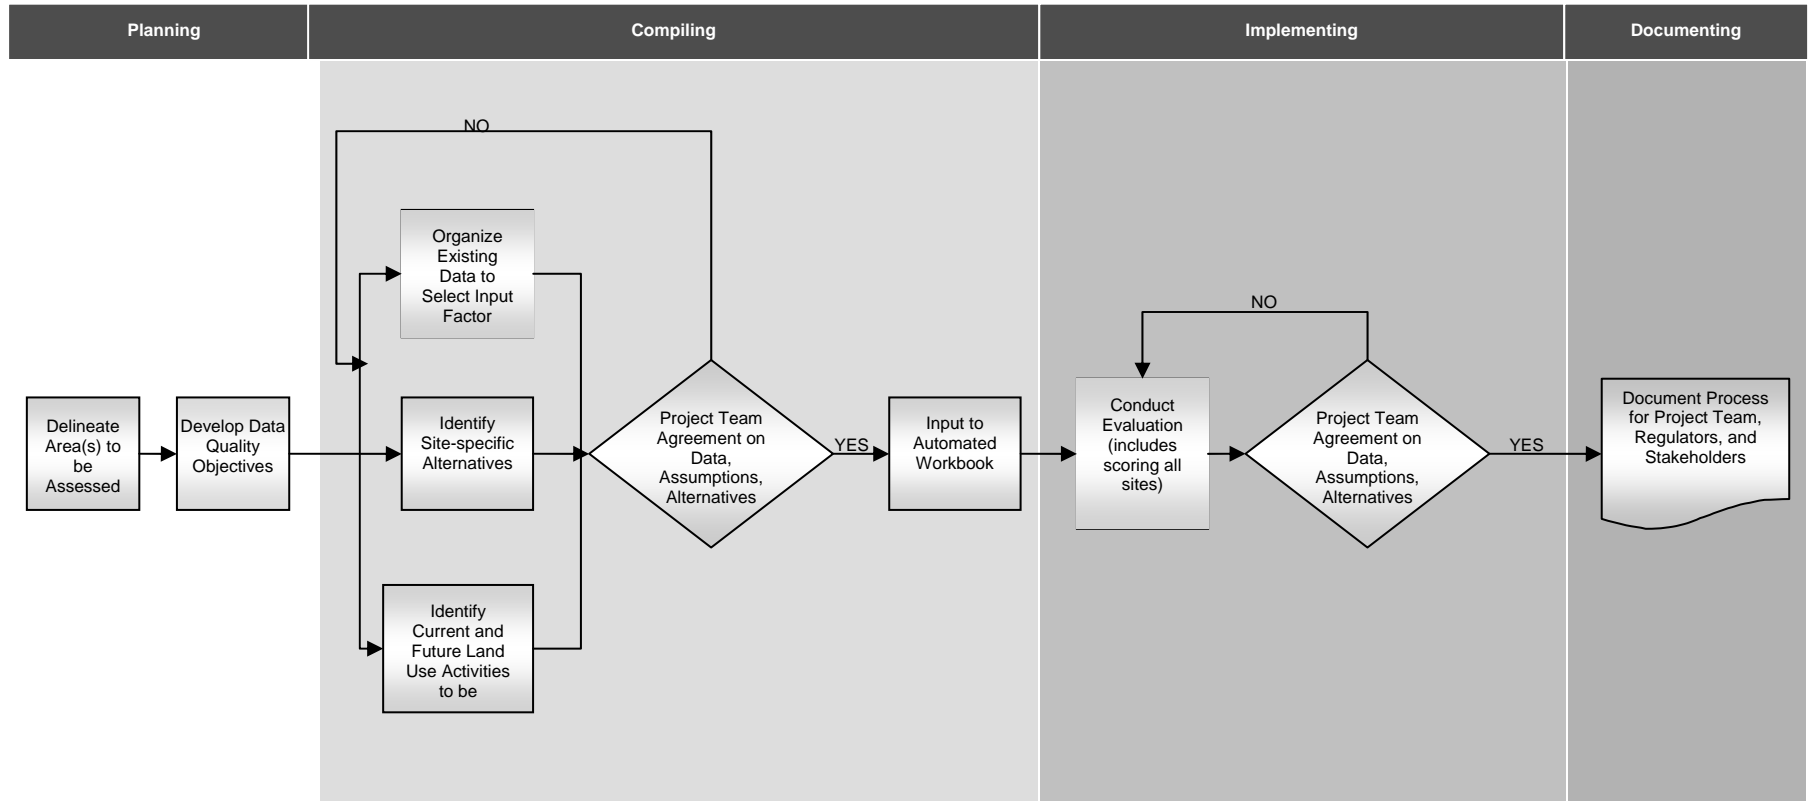 Planning
Compiling
Implementing
Documenting
Delineate
Area(s) to
be
Assessed
Develop Data
Quality
Objectives
NO
Organize
Existing
Data to
Select Input
Factor
Identify
Site-specific
Alternatives
Identify
Current and
Future Land
Use Activities
to be
Project Team
Agreement on
Data,
Assumptions,
Alternatives
YES
Input to
Automated
Workbook
NO
Conduct
Evaluation
(includes
scoring all
sites)
Project Team
Agreement on
Data,
Assumptions,
Alternatives
YES
Document Process
for Project Team,
Regulators, and
Stakeholders